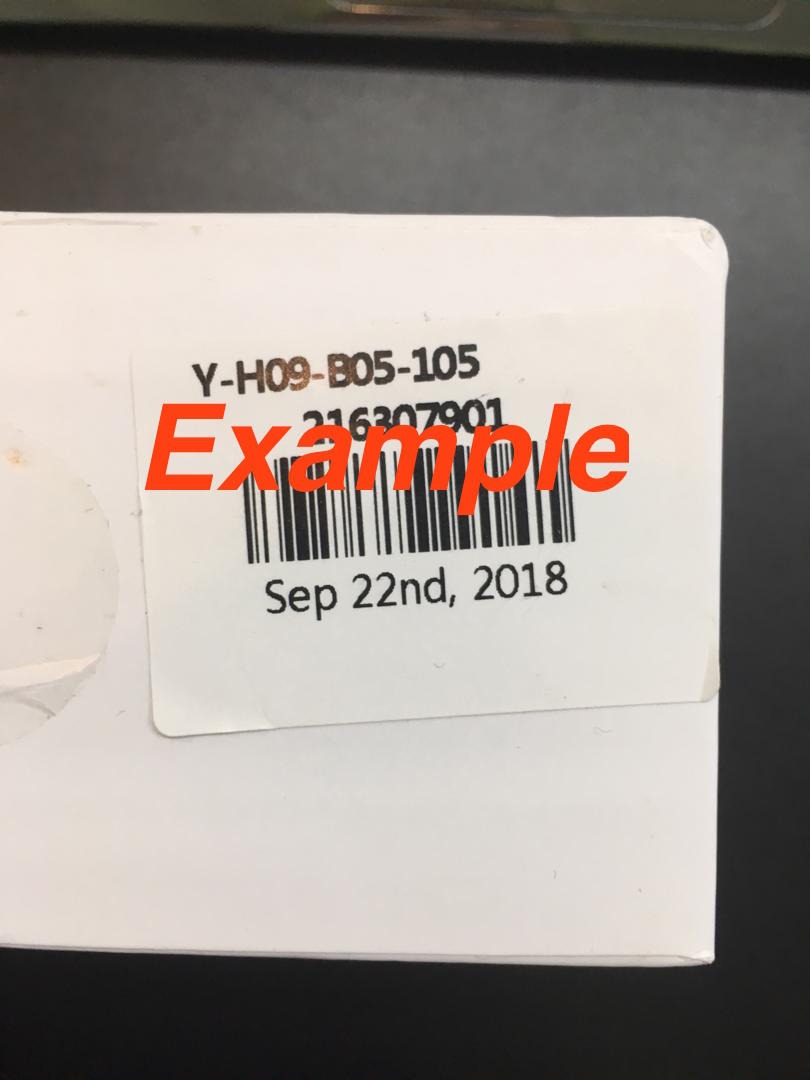 Y-H09-B05-105
216307901
Example
Sep 22nd, 2018